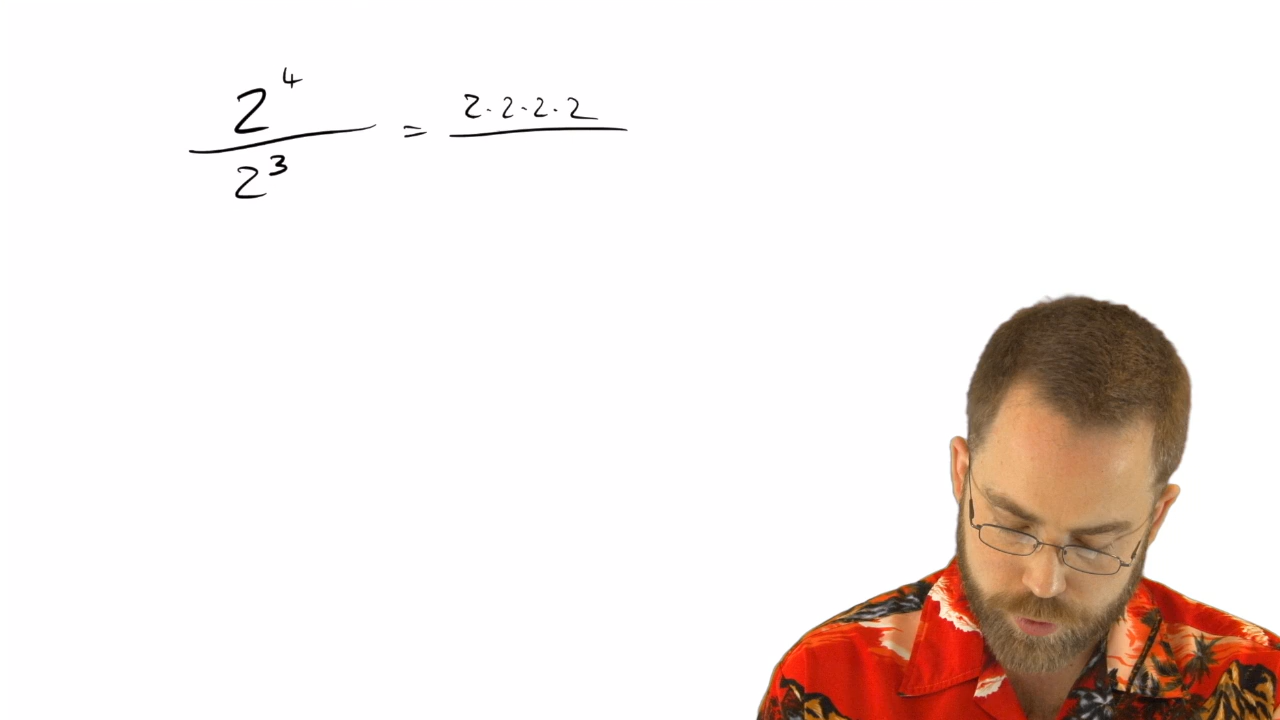 2⁴ / 2³ = 2·2·2·2 /